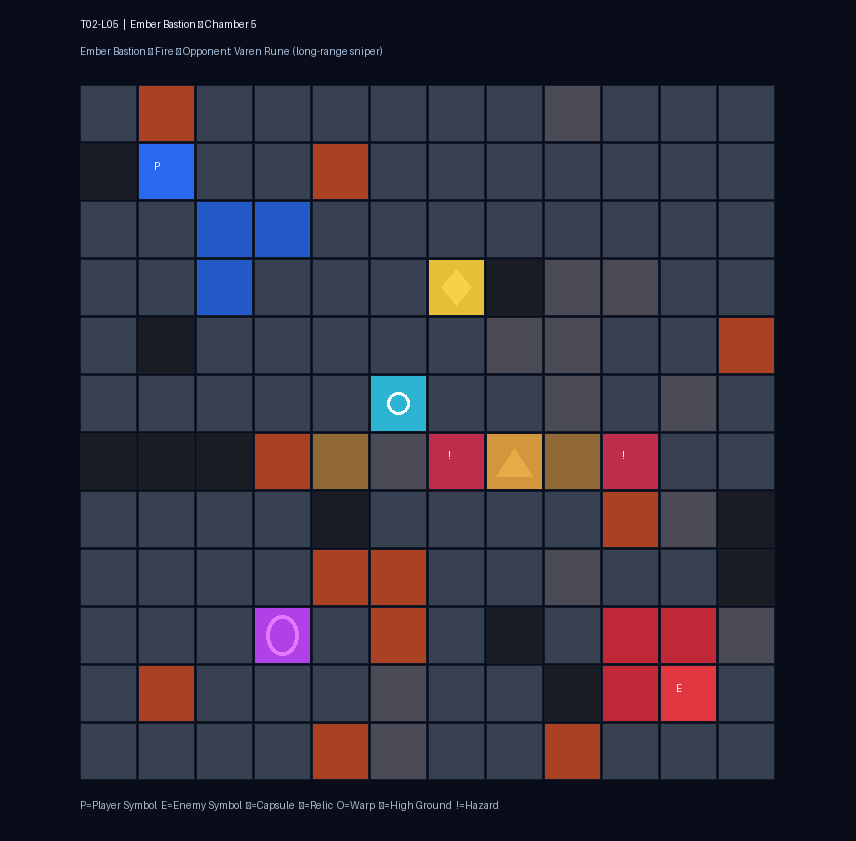 T02-L05 | Ember Bastion □ Chamber 5
Ember Bastion □ Fire □ Opponent Varen Rune (long-range sniper)
P
!
!
E
P=Player Symbol E=Enemy Symbol □=Capsule □=Relic O=Warp □=High Ground !=Hazard